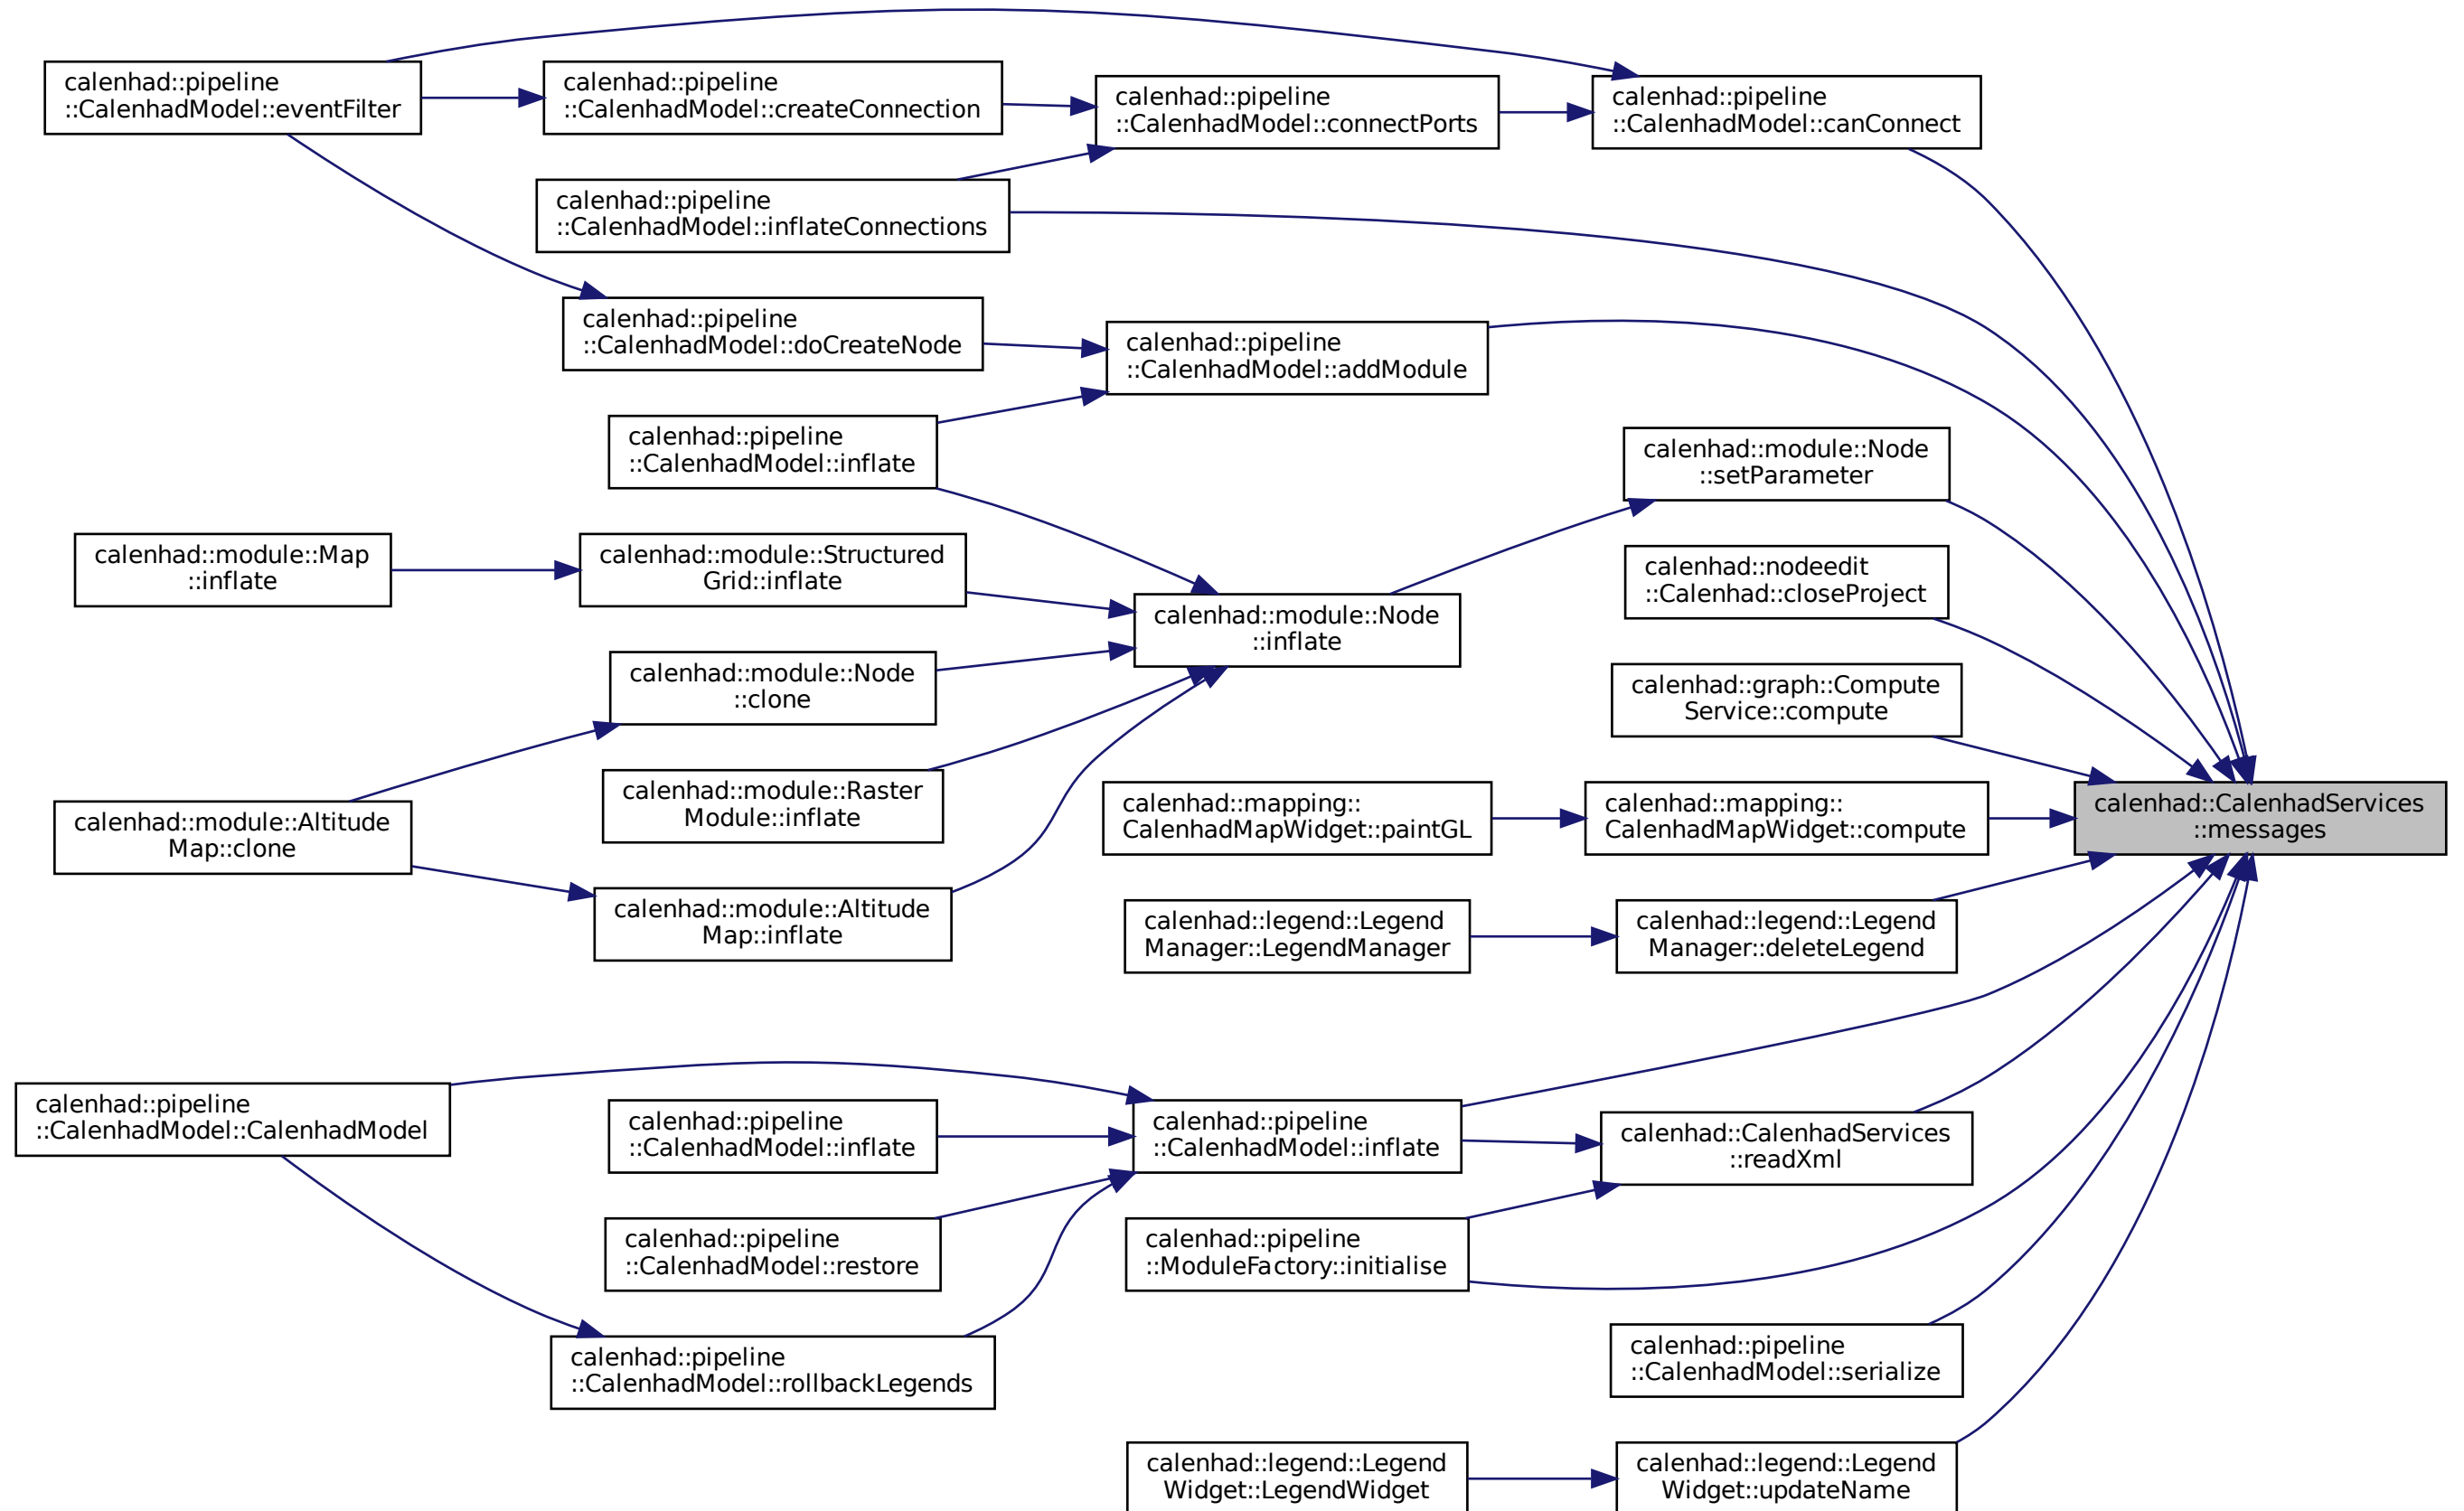 calenhad::pipeline
::CalenhadModel::eventFilter
calenhad::pipeline
::CalenhadModel::createConnection
calenhad::pipeline
::CalenhadModel::connectPorts
calenhad::pipeline
::CalenhadModel::canConnect
calenhad::pipeline
::CalenhadModel::inflateConnections
calenhad::pipeline
::CalenhadModel::doCreateNode
calenhad::pipeline
::CalenhadModel::addModule
calenhad::pipeline
::CalenhadModel::inflate
calenhad::module::Node
::setParameter
calenhad::module::Map
::inflate
calenhad::module::Structured
Grid::inflate
calenhad::nodeedit
::Calenhad::closeProject
calenhad::module::Node
::inflate
calenhad::module::Node
::clone
calenhad::graph::Compute
Service::compute
calenhad::module::Raster
Module::inflate
calenhad::mapping::
CalenhadMapWidget::paintGL
calenhad::mapping::
CalenhadMapWidget::compute
calenhad::CalenhadServices
::messages
calenhad::module::Altitude
Map::clone
calenhad::module::Altitude
Map::inflate
calenhad::legend::Legend
Manager::LegendManager
calenhad::legend::Legend
Manager::deleteLegend
calenhad::pipeline
::CalenhadModel::CalenhadModel
calenhad::pipeline
::CalenhadModel::inflate
calenhad::pipeline
::CalenhadModel::inflate
calenhad::CalenhadServices
::readXml
calenhad::pipeline
::CalenhadModel::restore
calenhad::pipeline
::ModuleFactory::initialise
calenhad::pipeline
::CalenhadModel::rollbackLegends
calenhad::pipeline
::CalenhadModel::serialize
calenhad::legend::Legend
Widget::LegendWidget
calenhad::legend::Legend
Widget::updateName